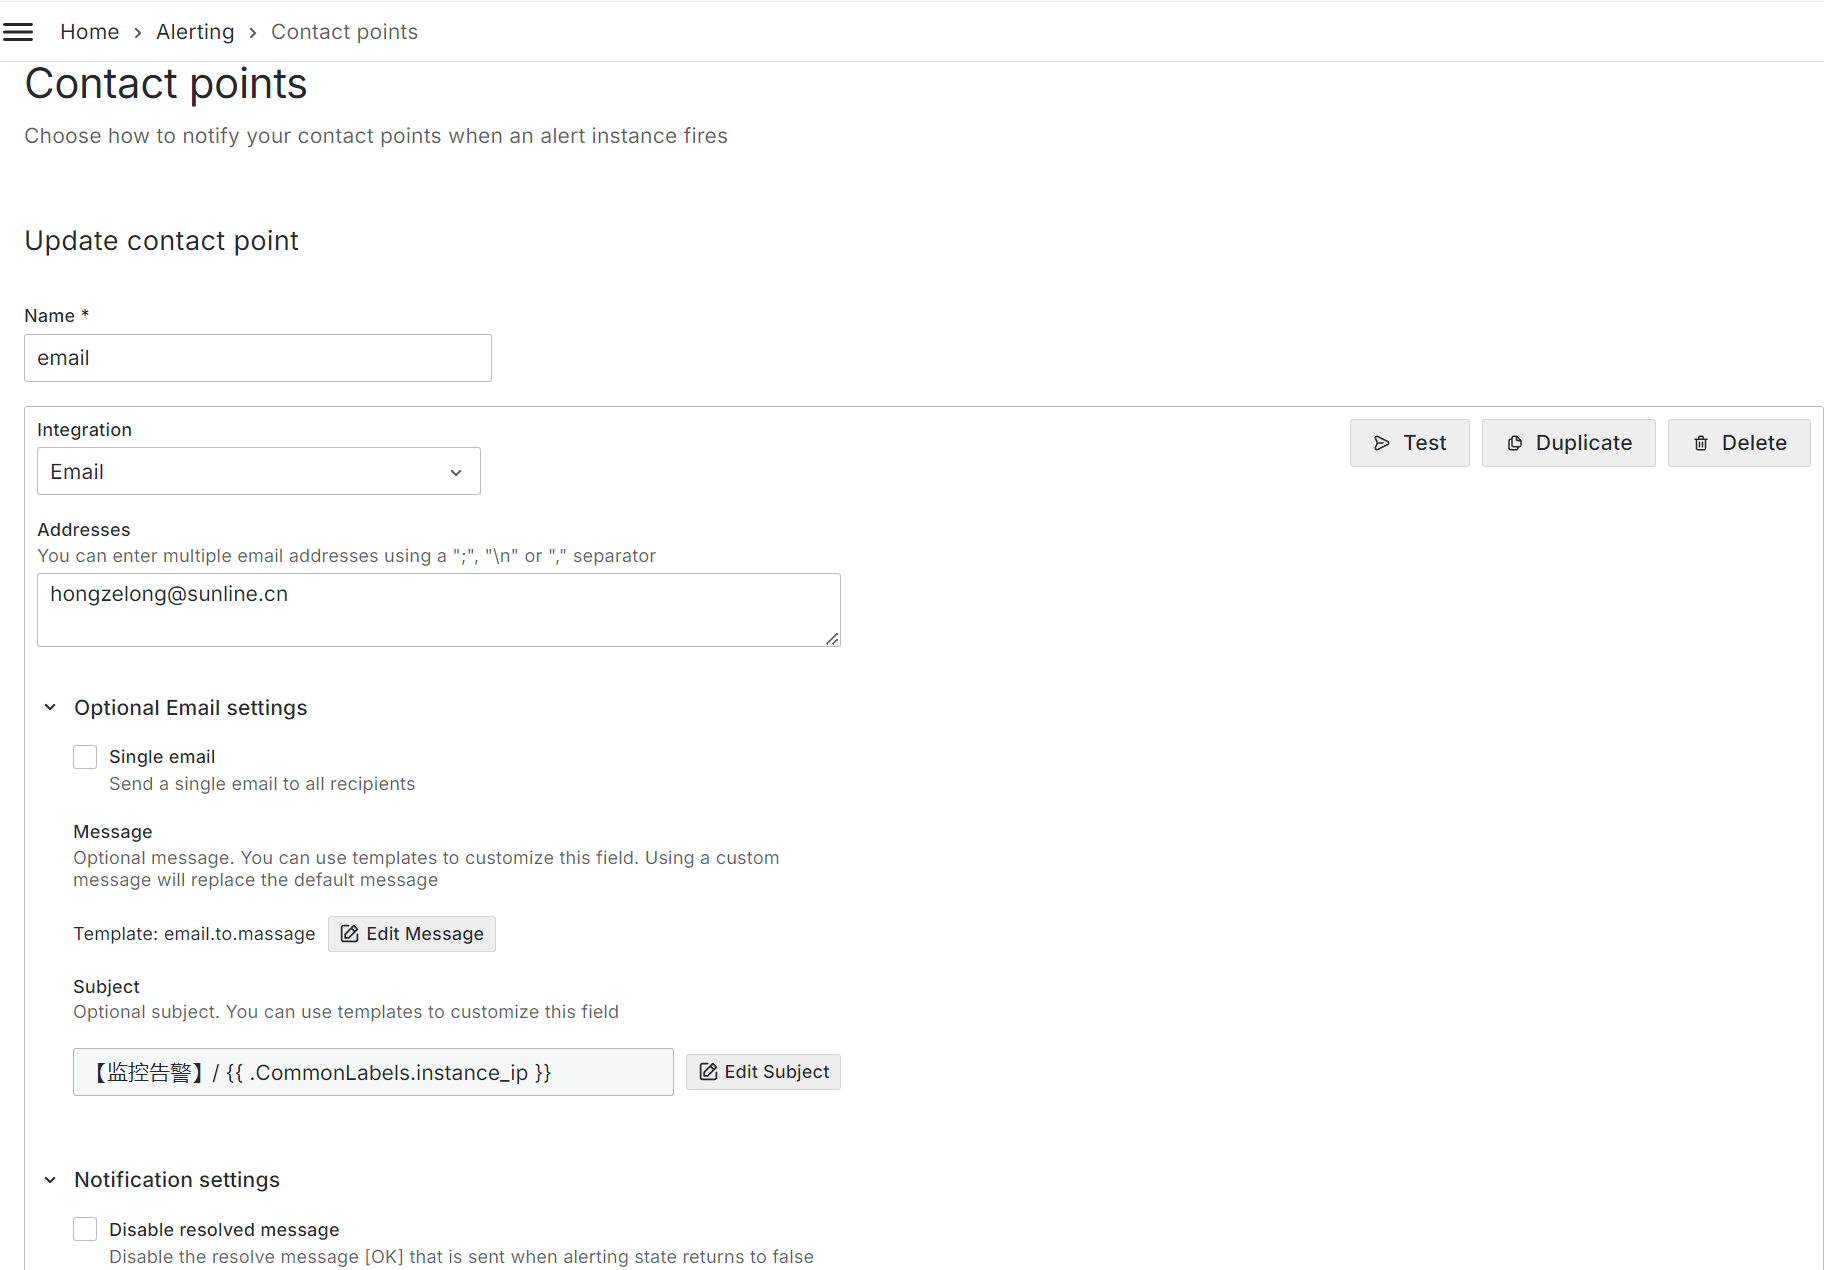 Home › Alerting › Contact points
Contact points
Choose how to notify your contact points when an alert instance fires
Update contact point
Name *
email
Integration
Test
Duplicate
Delete
Email
Addresses
You can enter multiple email addresses using a ";", "\n" or "," separator
hongzelong@sunline.cn
Optional Email settings
Single email
Send a single email to all recipients
Message
Optional message. You can use templates to customize this field. Using a custom
message will replace the default message
Template: email.to.massage
Edit Message
Subject
Optional subject. You can use templates to customize this field
【监控告警】/ {{ .CommonLabels.instance_ip }}
Edit Subject
Notification settings
Disable resolved message
Disable the resolve message [OK] that is sent when alerting state returns to false